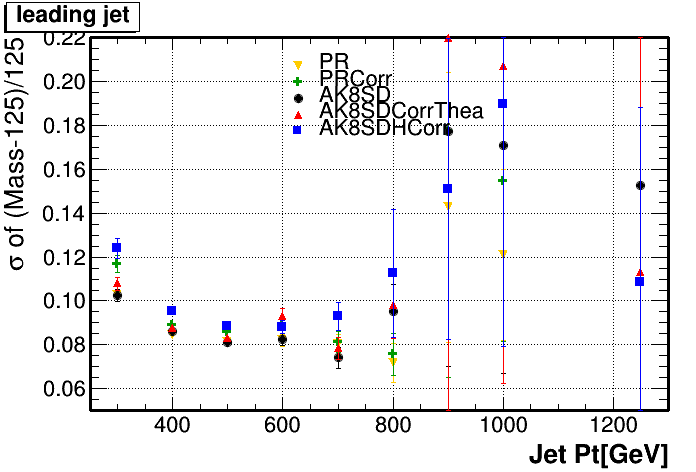 leading jet
σ of (Mass-125)/125
0.22
0.20
0.18
0.16
0.14
0.12
0.10
0.08
0.06
PR
PRCorr
AK8SD
AK8SDCorrThea
AK8SDHCorr
400 600 800 1000 1200
Jet Pt[GeV]